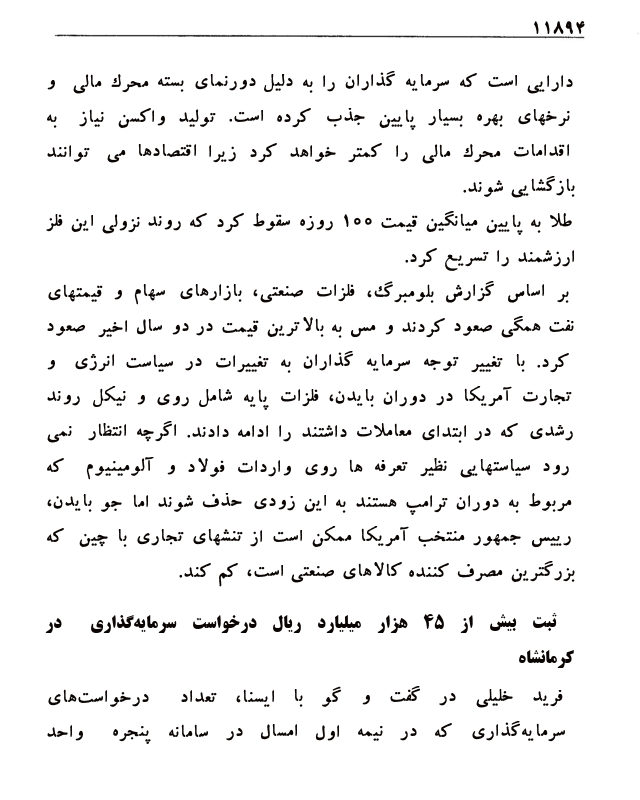 ۱۱۸۹۴
دارایی است که سرمایه گذاران را به دلیل دورنمای بسته محرك مالی و
نرخهای بهره بسیار پایین جذب کرده است. تولید واکسن نیاز به
اقدامات محرك مالی را کمتر خواهد کرد زیرا اقتصادها می توانند
بازگشایی شوند.
طلا به پایین میانگین قیمت ۱۰۰ روزه سقوط کرد که روند نزولی این فلز
ارزشمند را تسریع کرد.
بر اساس گزارش بلومبرگ، فلزات صنعتی، بازارهای سهام و قیمتهای
نفت همگی صعود کردند و مس به بالاترین قیمت در دو سال اخیر صعود
کرد. با تغییر توجه سرمایه گذاران به تغییرات در سیاست انرژی و
تجارت آمریکا در دوران بایدن، فلزات پایه شامل روی و نیکل روند
رشدی که در ابتدای معاملات داشتند را ادامه دادند. اگرچه انتظار نمی
رود سیاستهایی نظیر تعرفه ها روی واردات فولاد و آلومینیوم که
مربوط به دوران ترامپ هستند به این زودی حذف شوند اما جو بایدن،
رییس جمهور منتخب آمریکا ممکن است از تنشهای تجاری با چین که
بزرگترین مصرف کننده کالاهای صنعتی است، کم کند.
ثبت بیش از ۴۵ هزار میلیارد ریال درخواست سرمایه‌گذاری در
کرمانشاه
فرید خلیلی در گفت و گو با ایسنا، تعداد درخواست‌های
سرمایه‌گذاری که در نیمه اول امسال در سامانه پنجره واحد